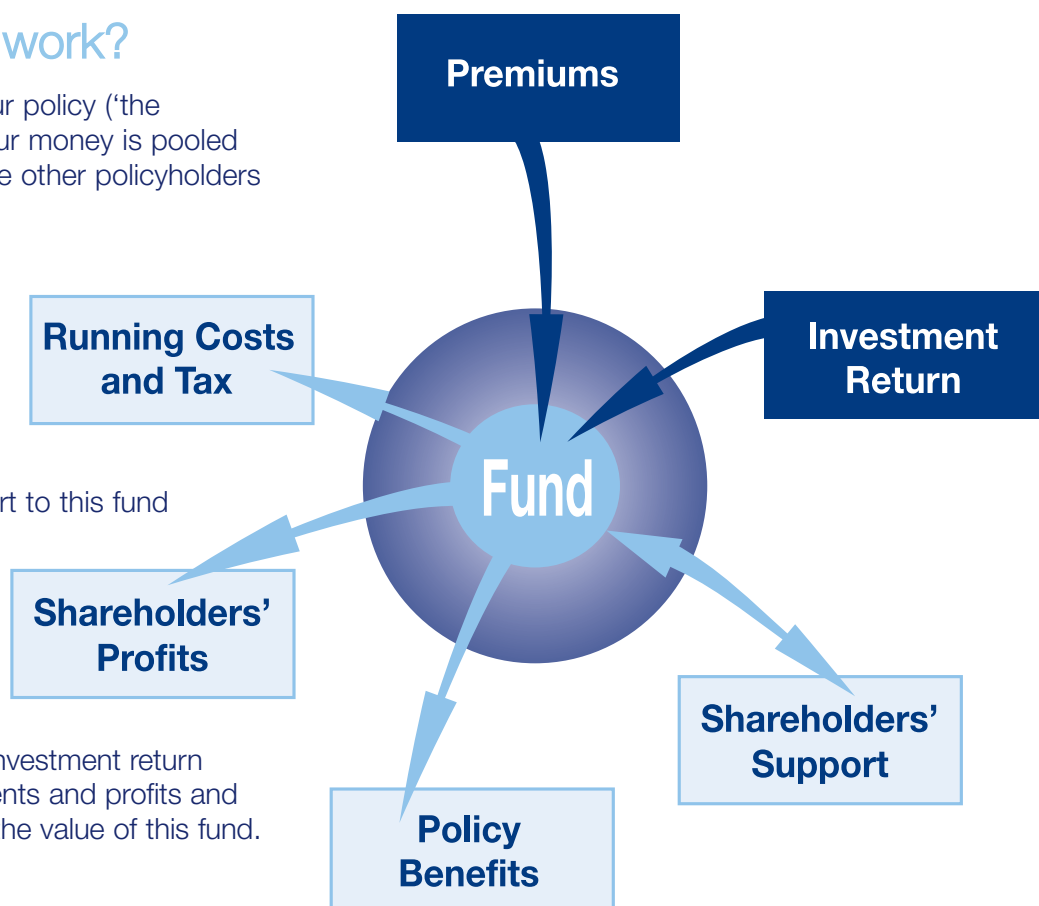 work?
ur policy (‘the
ur money is pooled
e other policyholders
rt to this fund
nvestment return
ents and profits and
he value of this fund.
Premiums
Running Costs
and Tax
Investment
Return
Fund
Shareholders’
Profits
Shareholders’
Support
Policy
Benefits